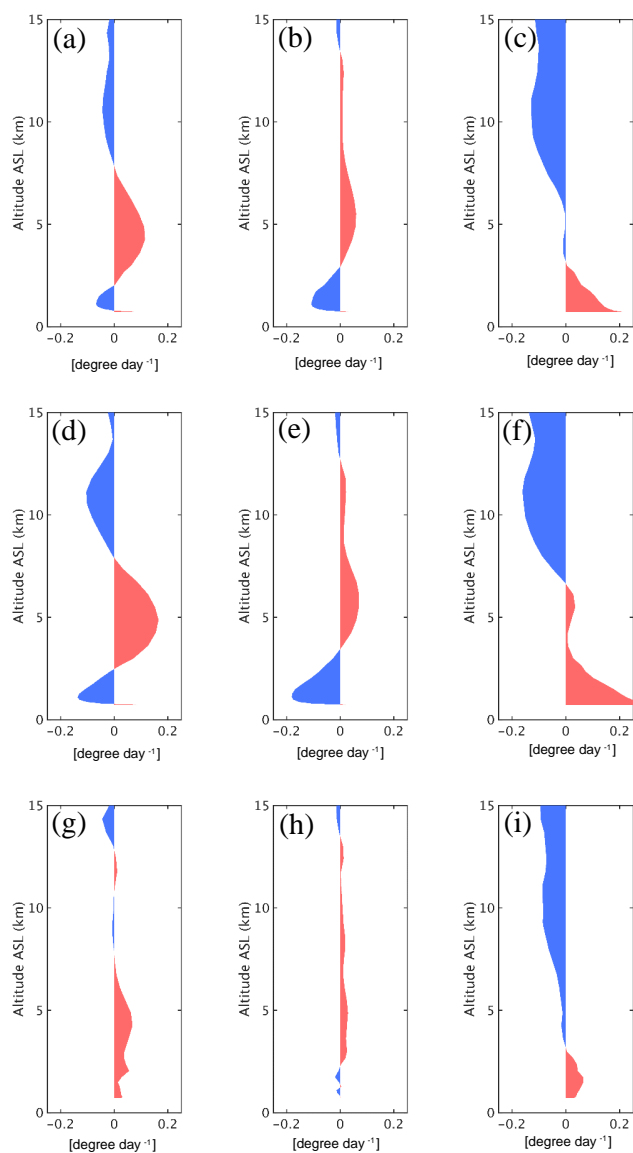 (a) (b) (c)
15 15 15
10 10 10
5 5 5
0 0 0
Altitude ASL (km) Altitude ASL (km) Altitude ASL (km)
−0.2 0 0.2 −0.2 0 0.2 −0.2 0 0.2
[degree day -1] [degree day -1] [degree day -1]
(d) (e) (f)
15 15 15
10 10 10
5 5 5
0 0 0
Altitude ASL (km) Altitude ASL (km) Altitude ASL (km)
−0.2 0 0.2 −0.2 0 0.2 −0.2 0 0.2
[degree day -1] [degree day -1] [degree day -1]
(g) (h) (i)
15 15 15
10 10 10
5 5 5
0 0 0
Altitude ASL (km) Altitude ASL (km) Altitude ASL (km)
−0.2 0 0.2 −0.2 0 0.2 −0.2 0 0.2
[degree day -1] [degree day -1] [degree day -1]